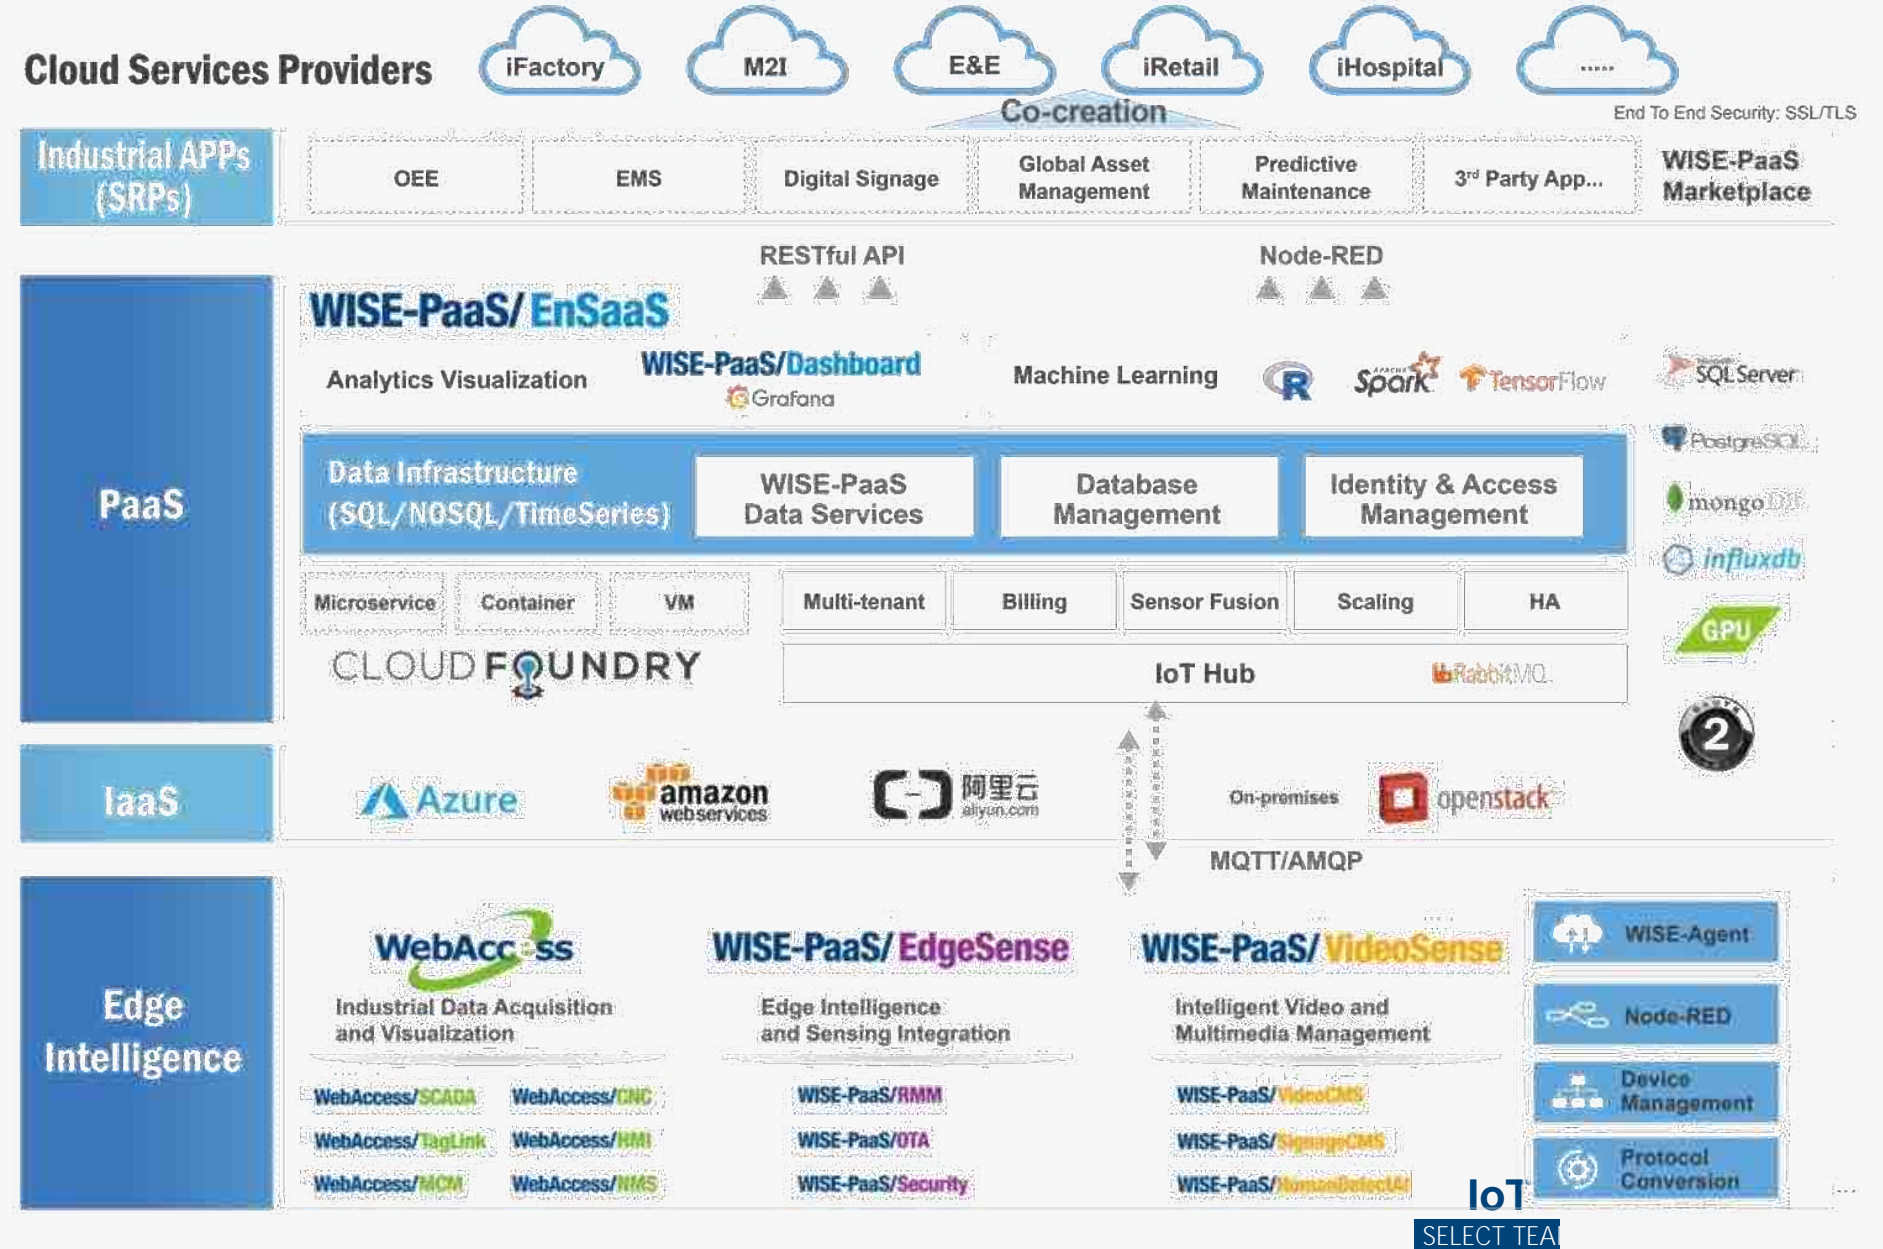 Cloud Services Providers
iFactory
M2I
E&E
iRetail
iHospital
.....
Co-creation
End To End Security: SSL/TLS
Industrial APPs
(SRPs)
OEE
EMS
Digital Signage
Global Asset
Management
Predictive
Maintenance
3rd Party App...
WISE-PaaS
Marketplace
RESTful API
Node-RED
PaaS
WISE-PaaS/EnSaaS
Analytics Visualization
WISE-PaaS/Dashboard
Grafana
Machine Learning
R
APACHE
Spark
TensorFlow
SQL Server
PostgreSQL
mongoDB
influxdb
GPU
2
Data Infrastructure
(SQL/NOSQL/TimeSeries)
WISE-PaaS
Data Services
Database
Management
Identity & Access
Management
Microservice
Container
VM
Multi-tenant
Billing
Sensor Fusion
Scaling
HA
CLOUD FOUNDRY
IoT Hub
RabbitMQ
IaaS
Azure
amazon
webservices
阿里云
aliyun.com
On-premises
openstack
MQTT/AMQP
Edge
Intelligence
WebAccess
Industrial Data Acquisition
and Visualization
WebAccess/SCADA
WebAccess/CNC
WebAccess/TagLink
WebAccess/HMI
WebAccess/MCM
WebAccess/NMS
WISE-PaaS/EdgeSense
Edge Intelligence
and Sensing Integration
WISE-PaaS/RMM
WISE-PaaS/OTA
WISE-PaaS/Security
WISE-PaaS/VideoSense
Intelligent Video and
Multimedia Management
WISE-PaaS/VideoCMS
WISE-PaaS/SignageCMS
WISE-PaaS/HumanDetectAI
WISE-Agent
Node-RED
Device
Management
Protocol
Conversion
...
IoT
SELECT TEA